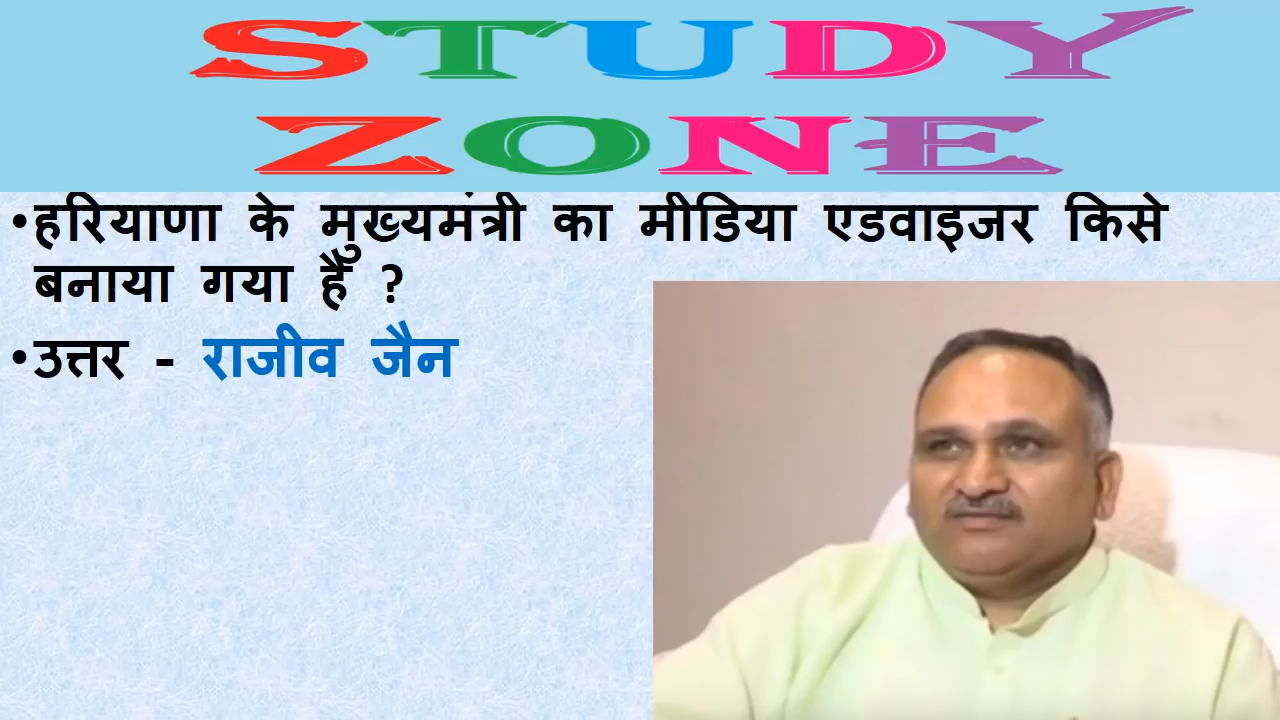 STUDY
ZONE
•हरियाणा के मुख्यमंत्री का मीडिया एडवाइजर किसे
बनाया गया है ?
•उत्तर - राजीव जैन